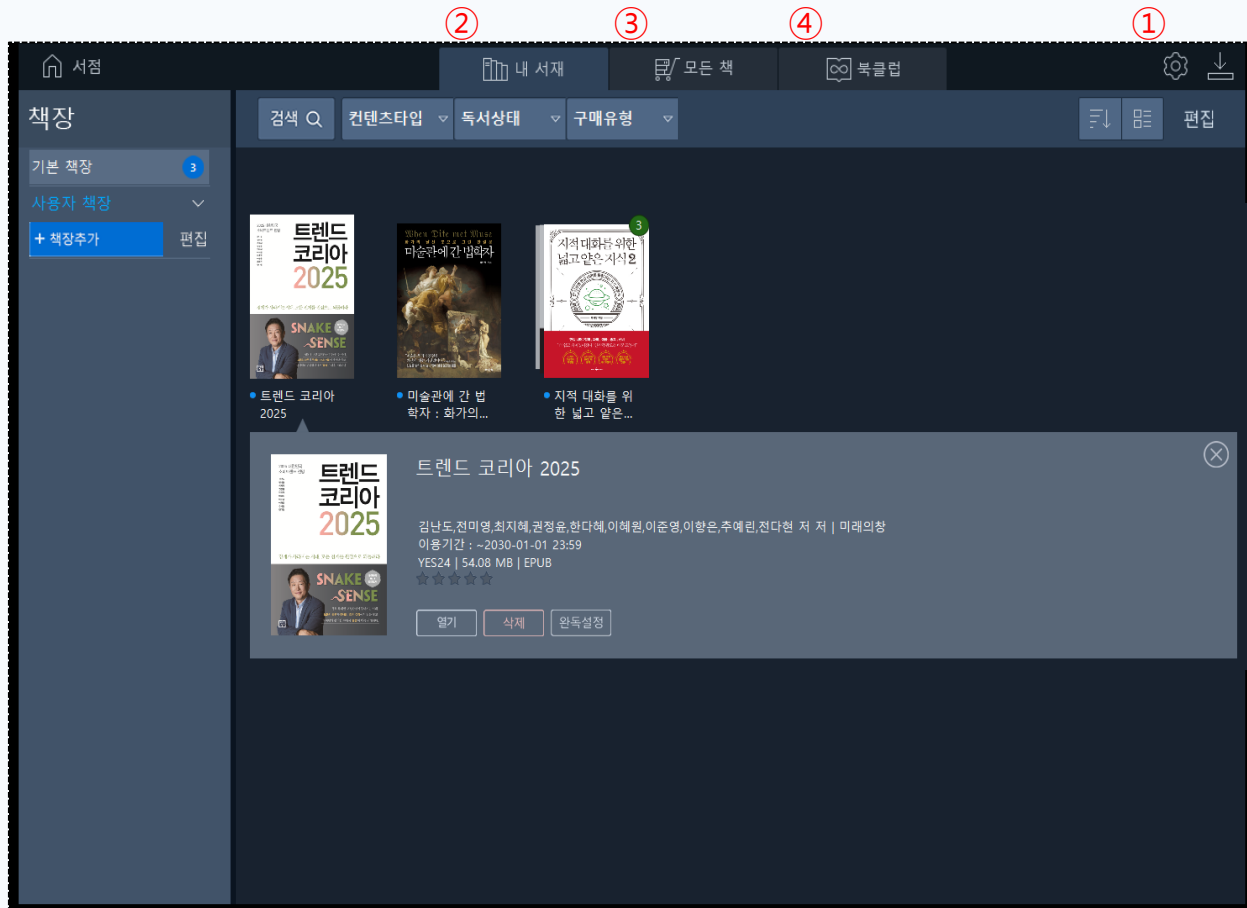 ② ③ ④ ①
서점 내 서재 모든 책 북클럽
책장 검색 컨텐츠타입 독서상태 구매유형 편집
기본 책장 3
사용자 책장
+ 책장추가 편집
트렌드
코리아
2025
SNAKE
SENSE
When Dike met Muse
미술관에 간 법학자
3
지적 대화를 위한
넓고 얕은 지식 2
트렌드 코리아
2025
미술관에 간 법
학자 : 화가의...
지적 대화를 위
한 넓고 얕은...
트렌드
코리아
2025
SNAKE
SENSE
트렌드 코리아 2025
김난도,전미영,최지혜,권정윤,한다혜,이혜원,이준영,이향은,추예린,전다현 저 저 | 미래의창
이용기간 : ~2030-01-01 23:59
YES24 | 54.08 MB | EPUB
열기 삭제 완독설정